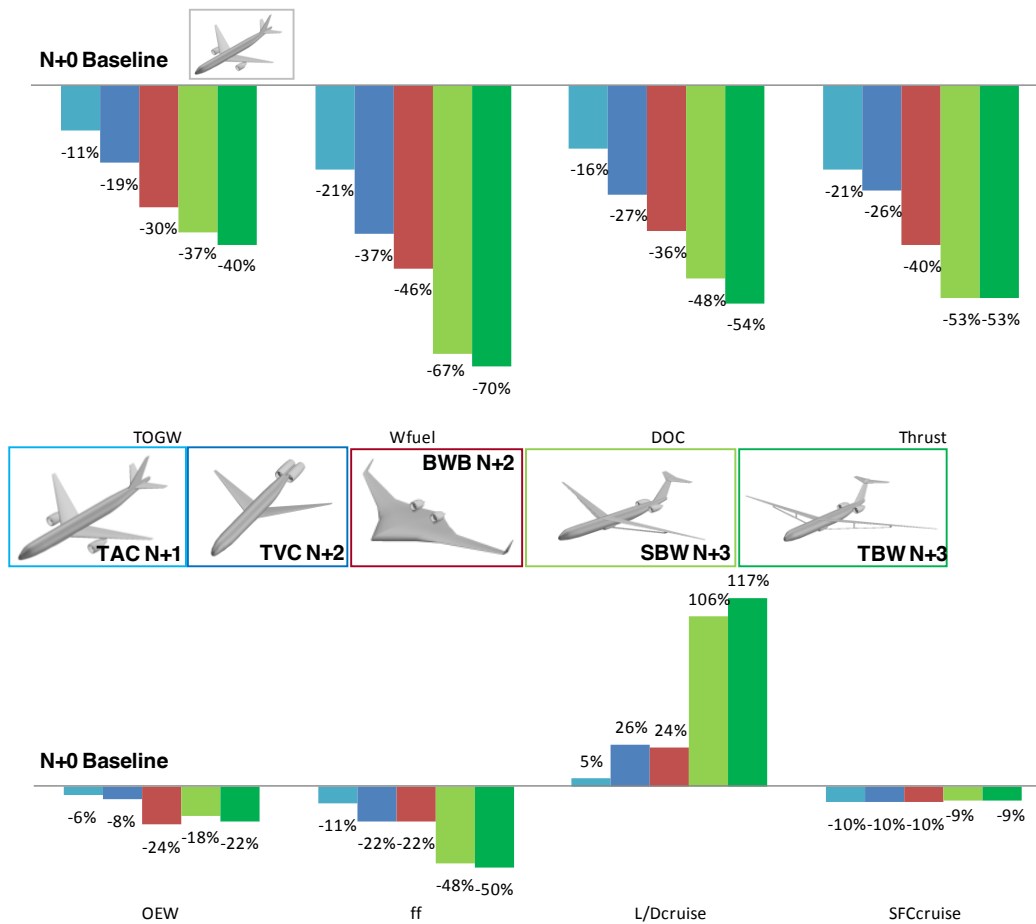 N+0 Baseline
-11%
-19%
-30%
-37%
-40%
-21%
-37%
-46%
-67%
-70%
-16%
-27%
-36%
-48%
-54%
-21%
-26%
-40%
-53%
-53%
TOGW
Wfuel
DOC
Thrust
TAC N+1
TVC N+2
BWB N+2
SBW N+3
TBW N+3
N+0 Baseline
-6%
-8%
-24%
-18%
-22%
-11%
-22%
-22%
-48%
-50%
5%
26%
24%
106%
117%
-10%
-10%
-10%
-9%
-9%
OEW
ff
L/Dcruise
SFCcruise